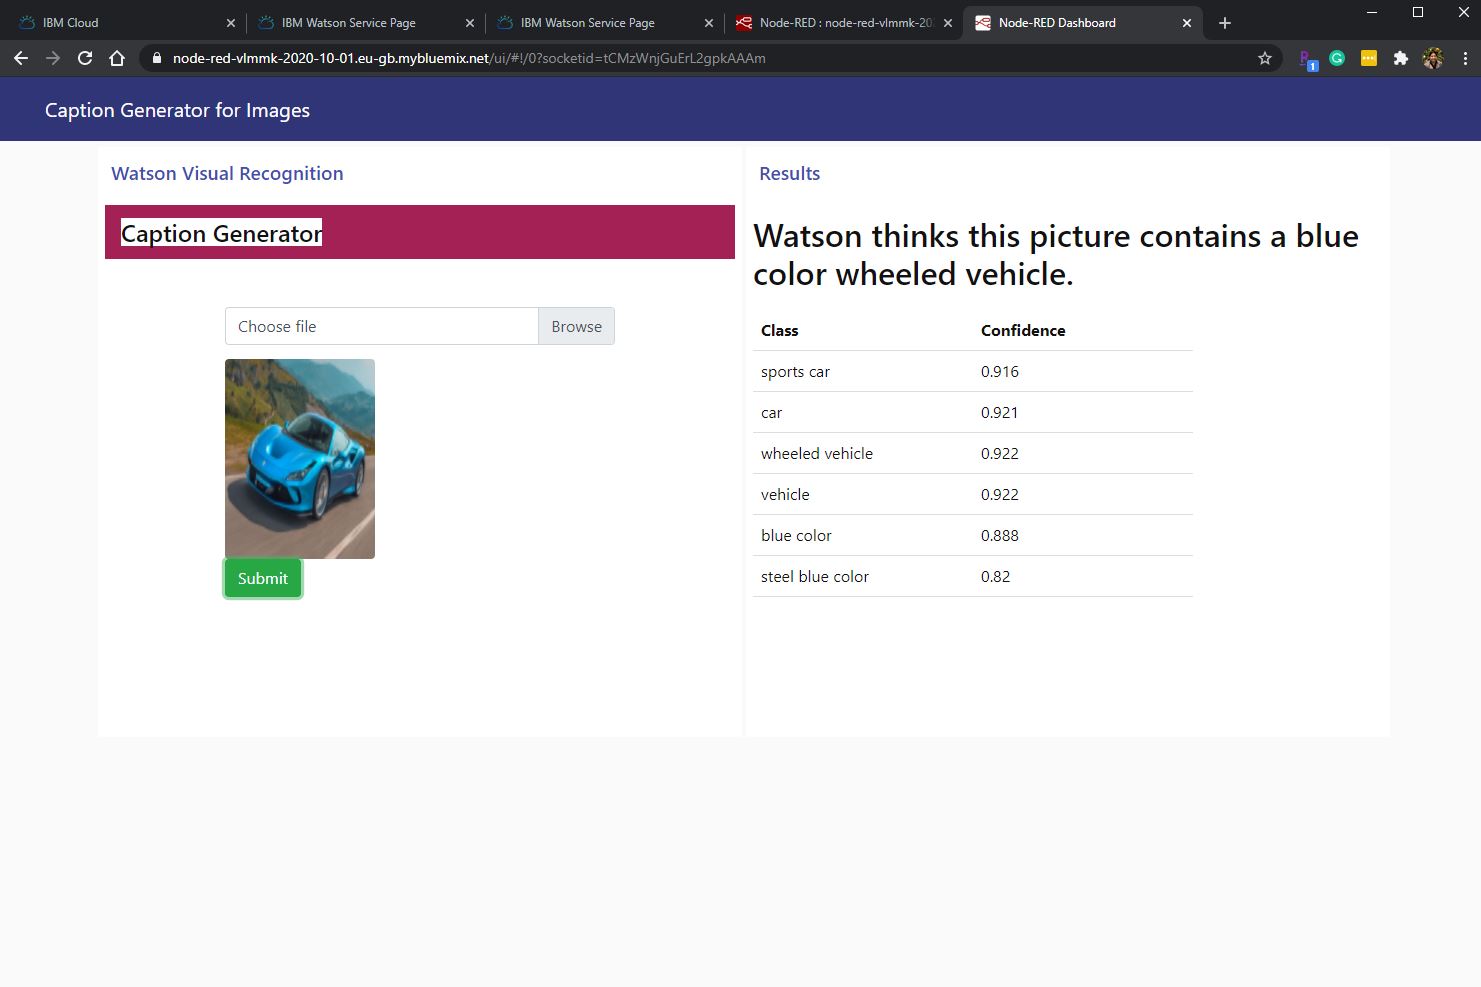 IBM Cloud
IBM Watson Service Page
IBM Watson Service Page
Node-RED : node-red-vlmmk-20
Node-RED Dashboard
node-red-vlmmk-2020-10-01.eu-gb.mybluemix.net/ui/#!/0?socketid=tCMzWnjGuErL2gpkAAAm
1
Caption Generator for Images
Watson Visual Recognition
Caption Generator
Choose file
Browse
Submit
Results
Watson thinks this picture contains a blue
color wheeled vehicle.
Class Confidence
sports car 0.916
car 0.921
wheeled vehicle 0.922
vehicle 0.922
blue color 0.888
steel blue color 0.82